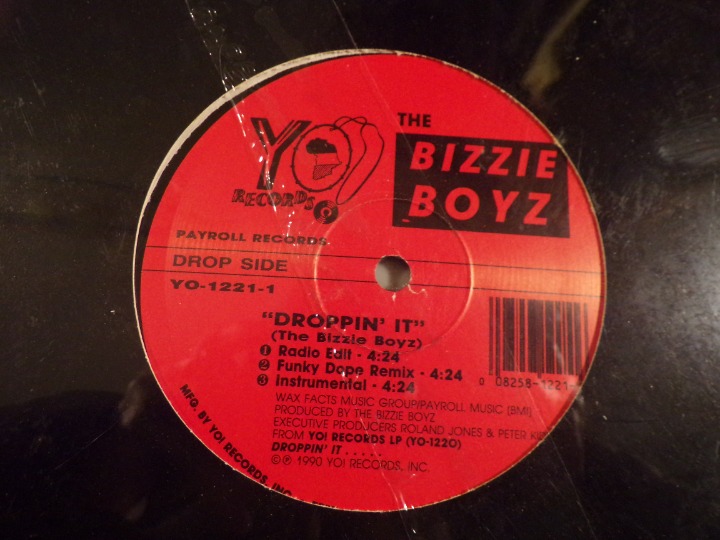 YO!
RECORDS
THE
BIZZIE
BOYZ
PAYROLL RECORDS
DROP SIDE
YO-1221-1
"DROPPIN' IT"
(The Bizzie Boyz)
1 Radio Edit - 4:24
2 Funky Dope Remix - 4:24
3 Instrumental - 4:24
0 08258-1221-
WAX FACTS MUSIC GROUP/PAYROLL MUSIC [BMI]
PRODUCED BY THE BIZZIE BOYZ
EXECUTIVE PRODUCERS ROLAND JONES & PETER
FROM YO! RECORDS LP (YO-1220)
DROPPIN' IT . . . . .
© ℗ 1990 YO! RECORDS, INC.
MFG. BY YO! RECORDS, INC.